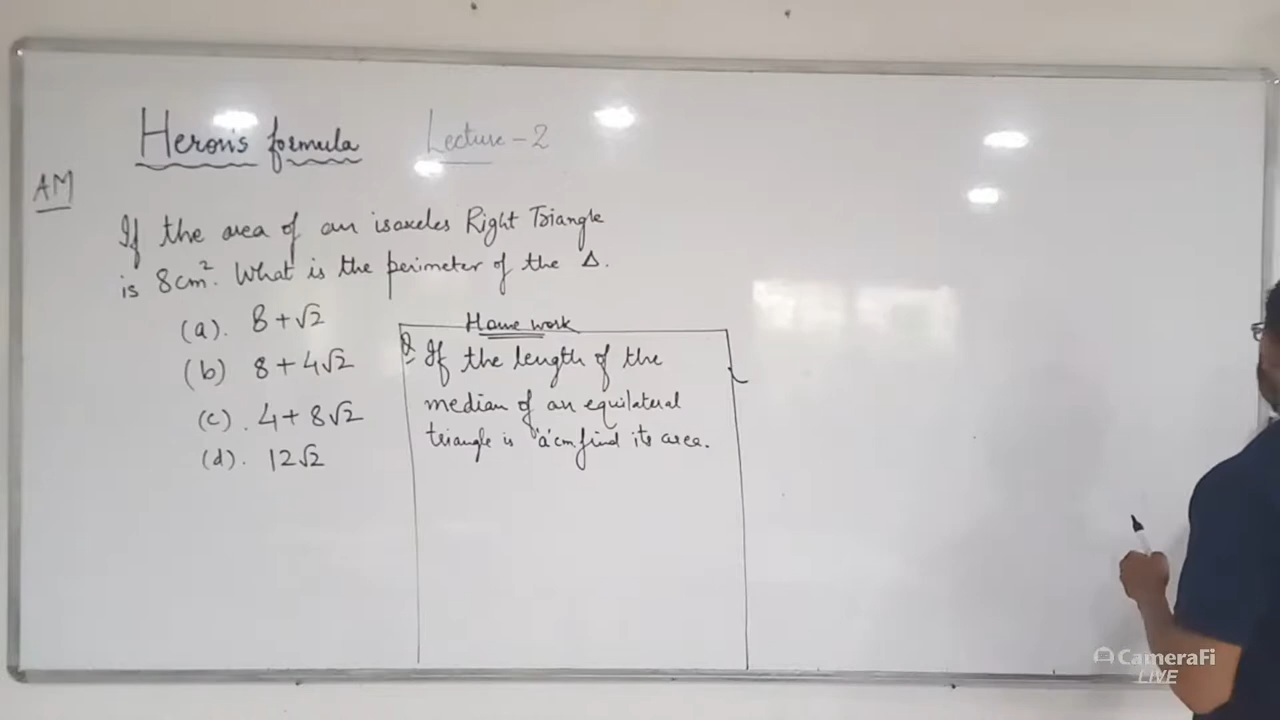 Heron's formula Lecture - 2
AM
If the area of an isosceles Right Triangle
is 8cm². What is the perimeter of the Δ.
(a). 8 + √2
(b) 8 + 4√2
(c). 4 + 8√2
(d). 12√2
Home work
Q If the length of the
median of an equilateral
triangle is 'a' cm find its area.
CameraFi
LIVE